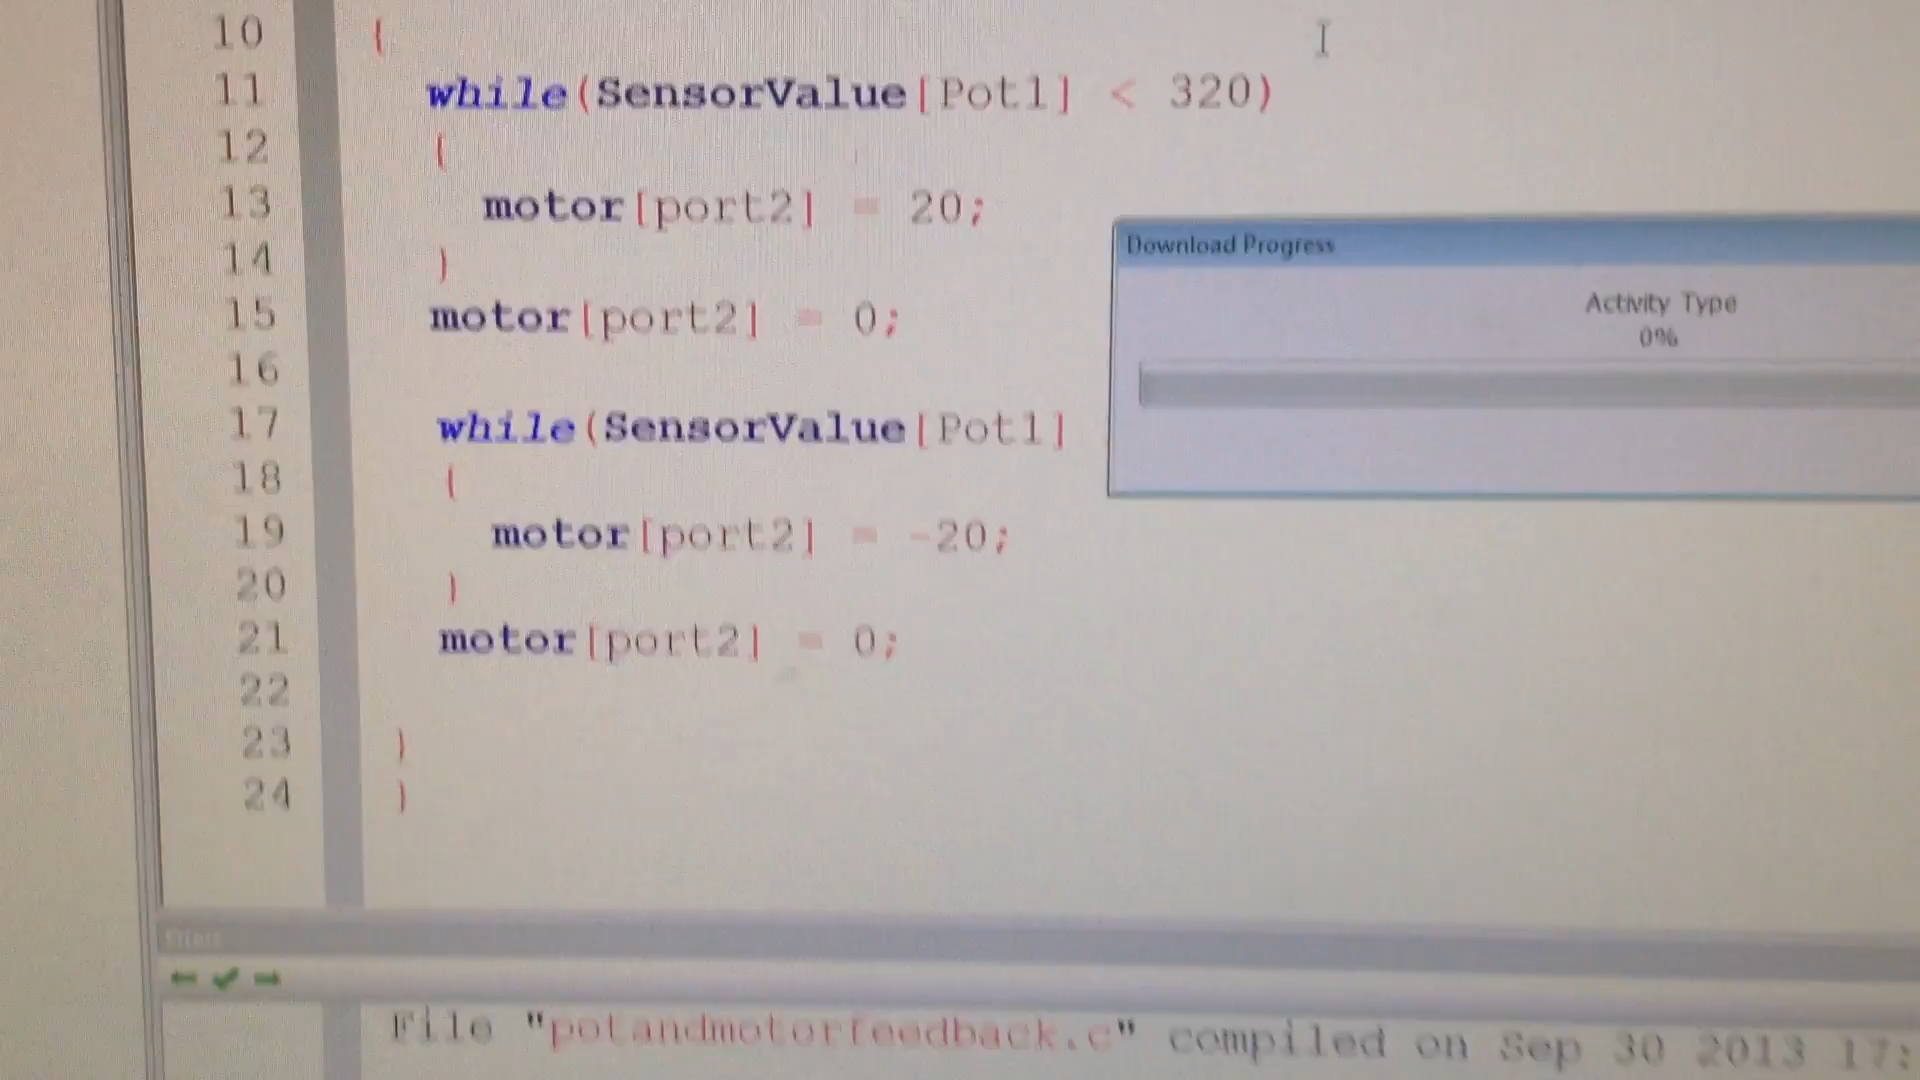 10 {
11 while(SensorValue[Pot1] < 320)
12 {
13 motor[port2] = 20;
14 }
15 motor[port2] = 0;
16
17 while(SensorValue[Pot1]
18 {
19 motor[port2] = -20;
20 }
21 motor[port2] = 0;
22
23 }
24 }
Download Progress
Activity Type
0%
File "potandmotorfeedback.c" compiled on Sep 30 2013 17: